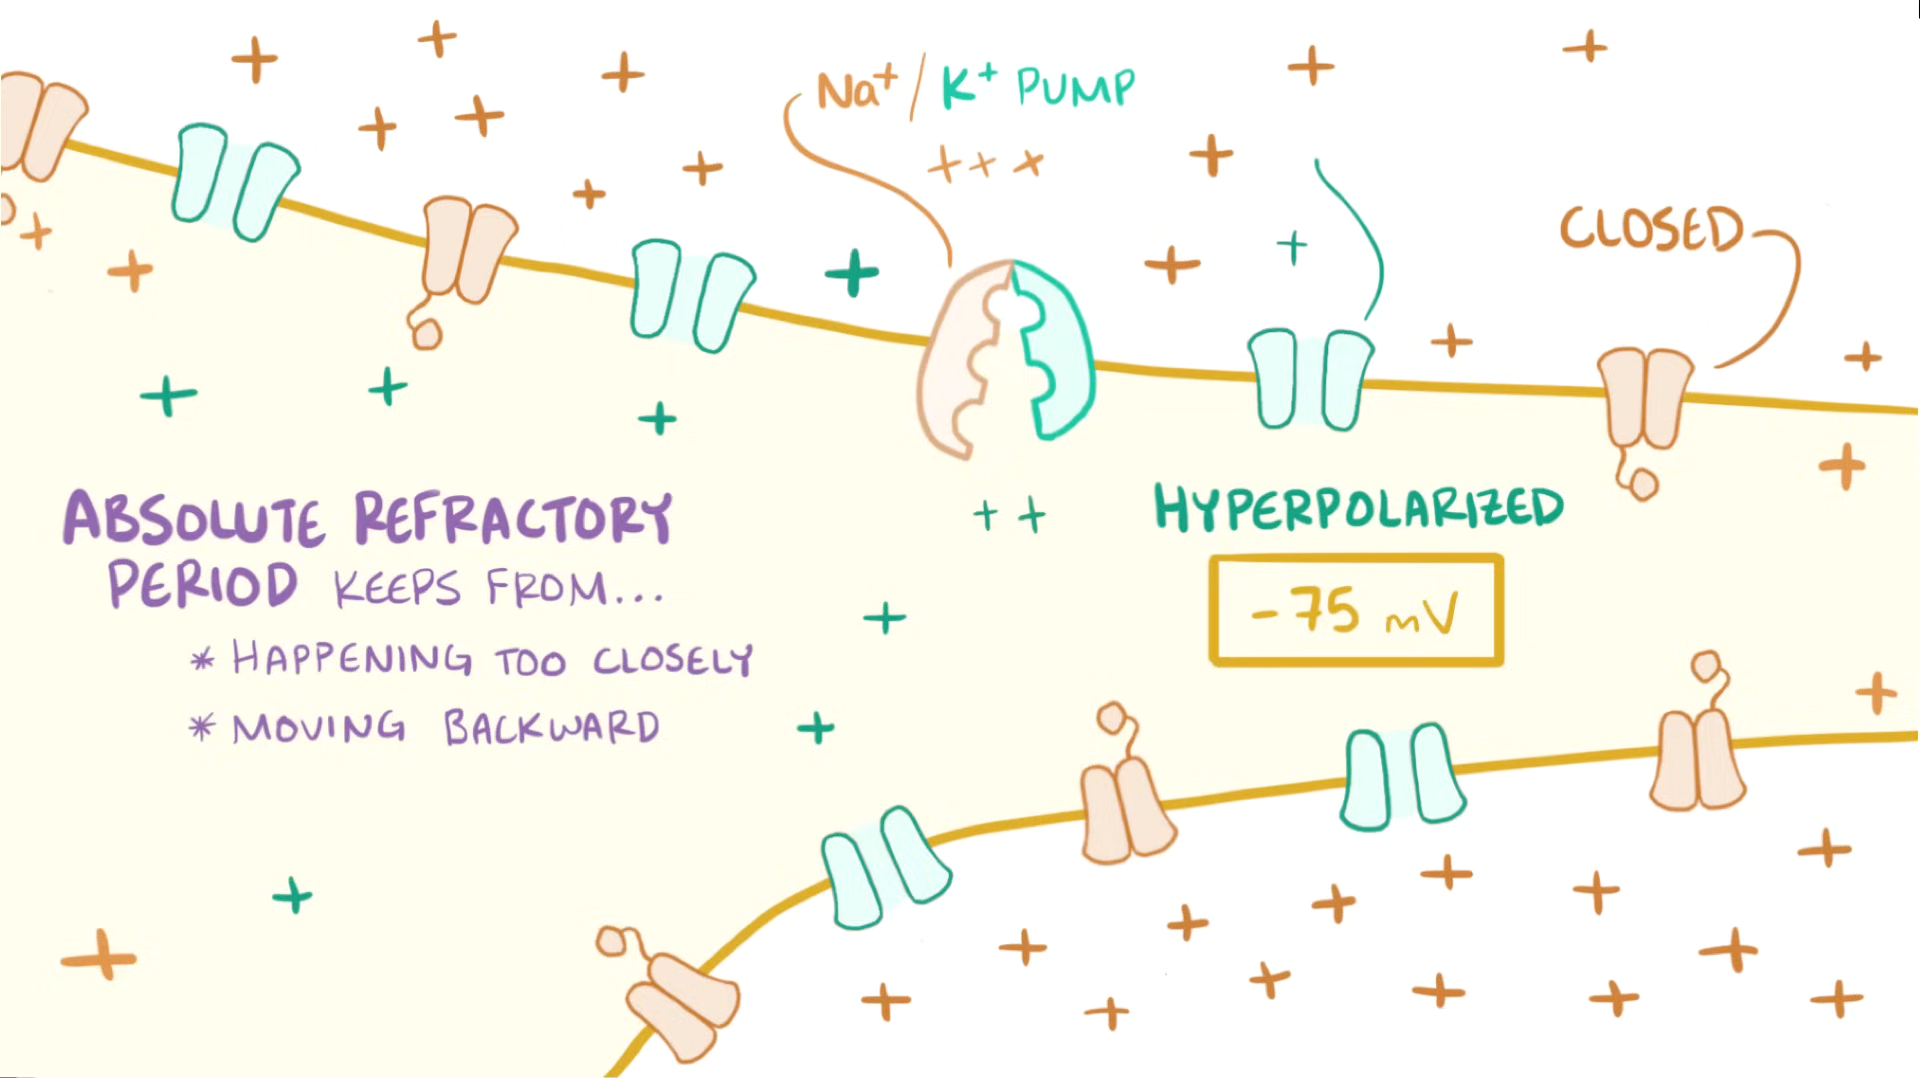 Na+/K+ PUMP
CLOSED
ABSOLUTE REFRACTORY
PERIOD KEEPS FROM...
* HAPPENING TOO CLOSELY
* MOVING BACKWARD
HYPERPOLARIZED
-75 mV